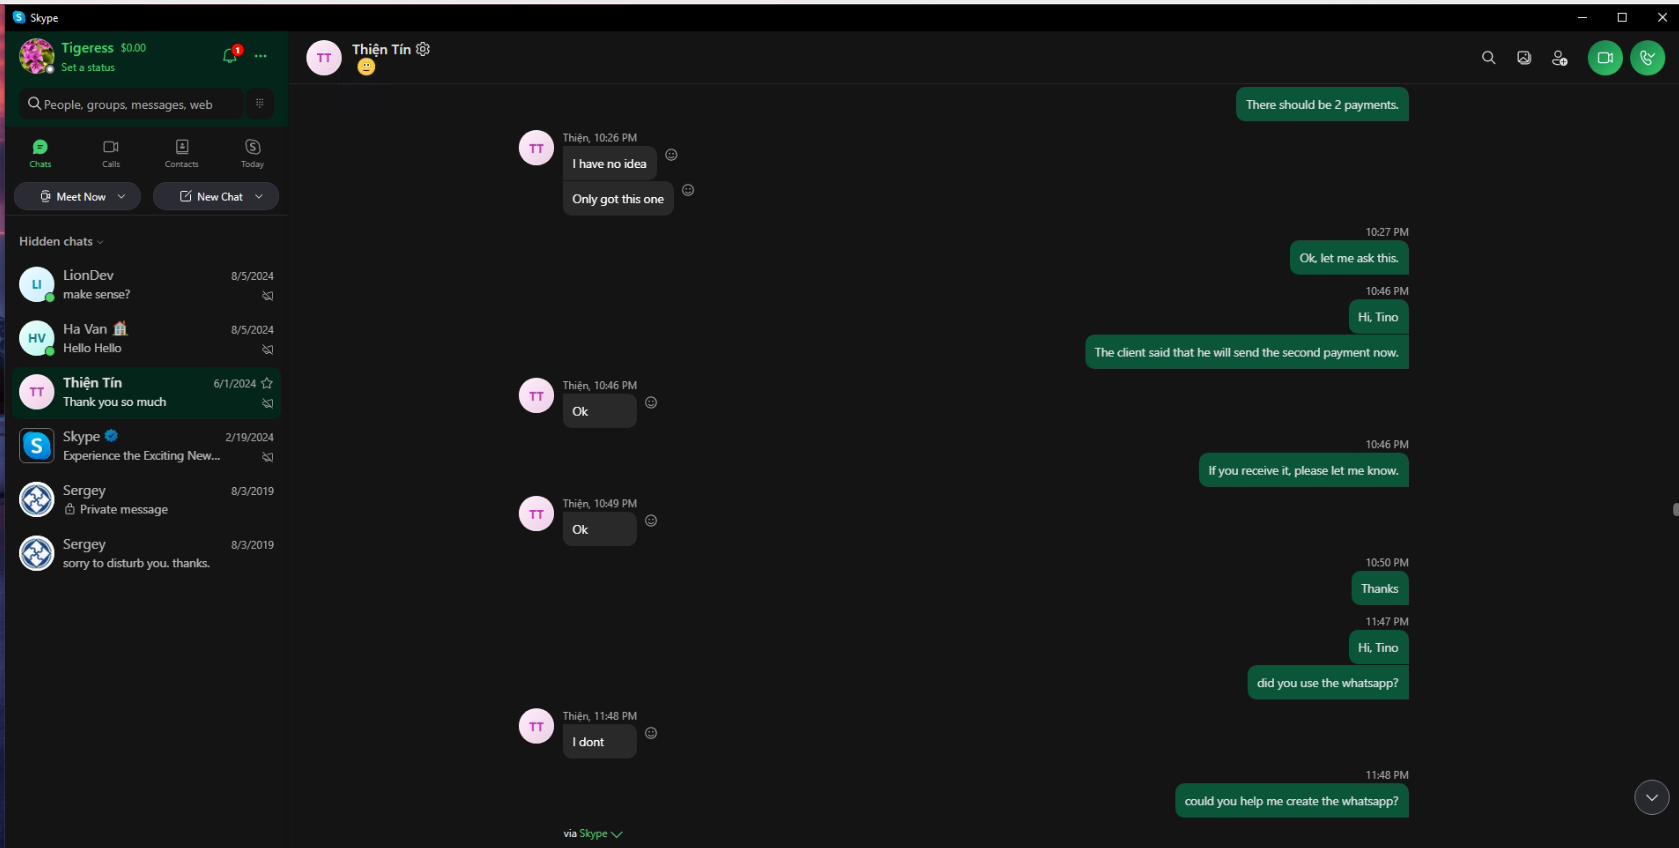 Skype
Tigeress $0.00
Set a status
1
People, groups, messages, web
Chats
Calls
Contacts
Today
Meet Now
New Chat
Hidden chats
LI
LionDev
8/5/2024
make sense?
HV
Ha Van
8/5/2024
Hello Hello
TT
Thiện Tín
6/1/2024
Thank you so much
Skype
2/19/2024
Experience the Exciting New...
Sergey
8/3/2019
Private message
Sergey
8/3/2019
sorry to disturb you. thanks.
TT
Thiện Tín
There should be 2 payments.
TT
Thiện, 10:26 PM
I have no idea
Only got this one
10:27 PM
Ok, let me ask this.
10:46 PM
Hi, Tino
The client said that he will send the second payment now.
TT
Thiện, 10:46 PM
Ok
10:46 PM
If you receive it, please let me know.
TT
Thiện, 10:49 PM
Ok
10:50 PM
Thanks
11:47 PM
Hi, Tino
did you use the whatsapp?
TT
Thiện, 11:48 PM
I dont
11:48 PM
could you help me create the whatsapp?
via Skype